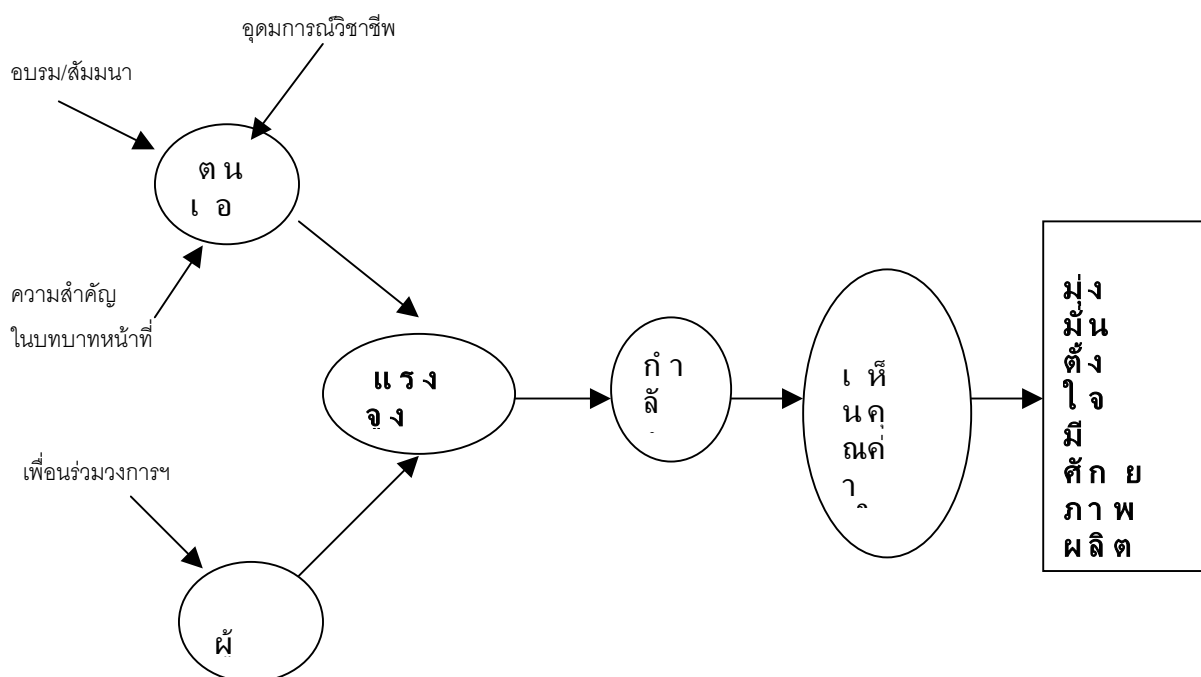 อุดมการณ์วิชาชีพ
อบรม/สัมมนา
ตน
เอ
ความสำคัญ
ในบทบาทหน้าที่
แรง
จูง
กำ
ลั
เห็
นคุ
ณค่
า
มุ่ง
มั่น
ตั้ง
ใจ
มี
ศักย
ภาพ
ผลิต
เพื่อนร่วมวงการฯ
ผู้